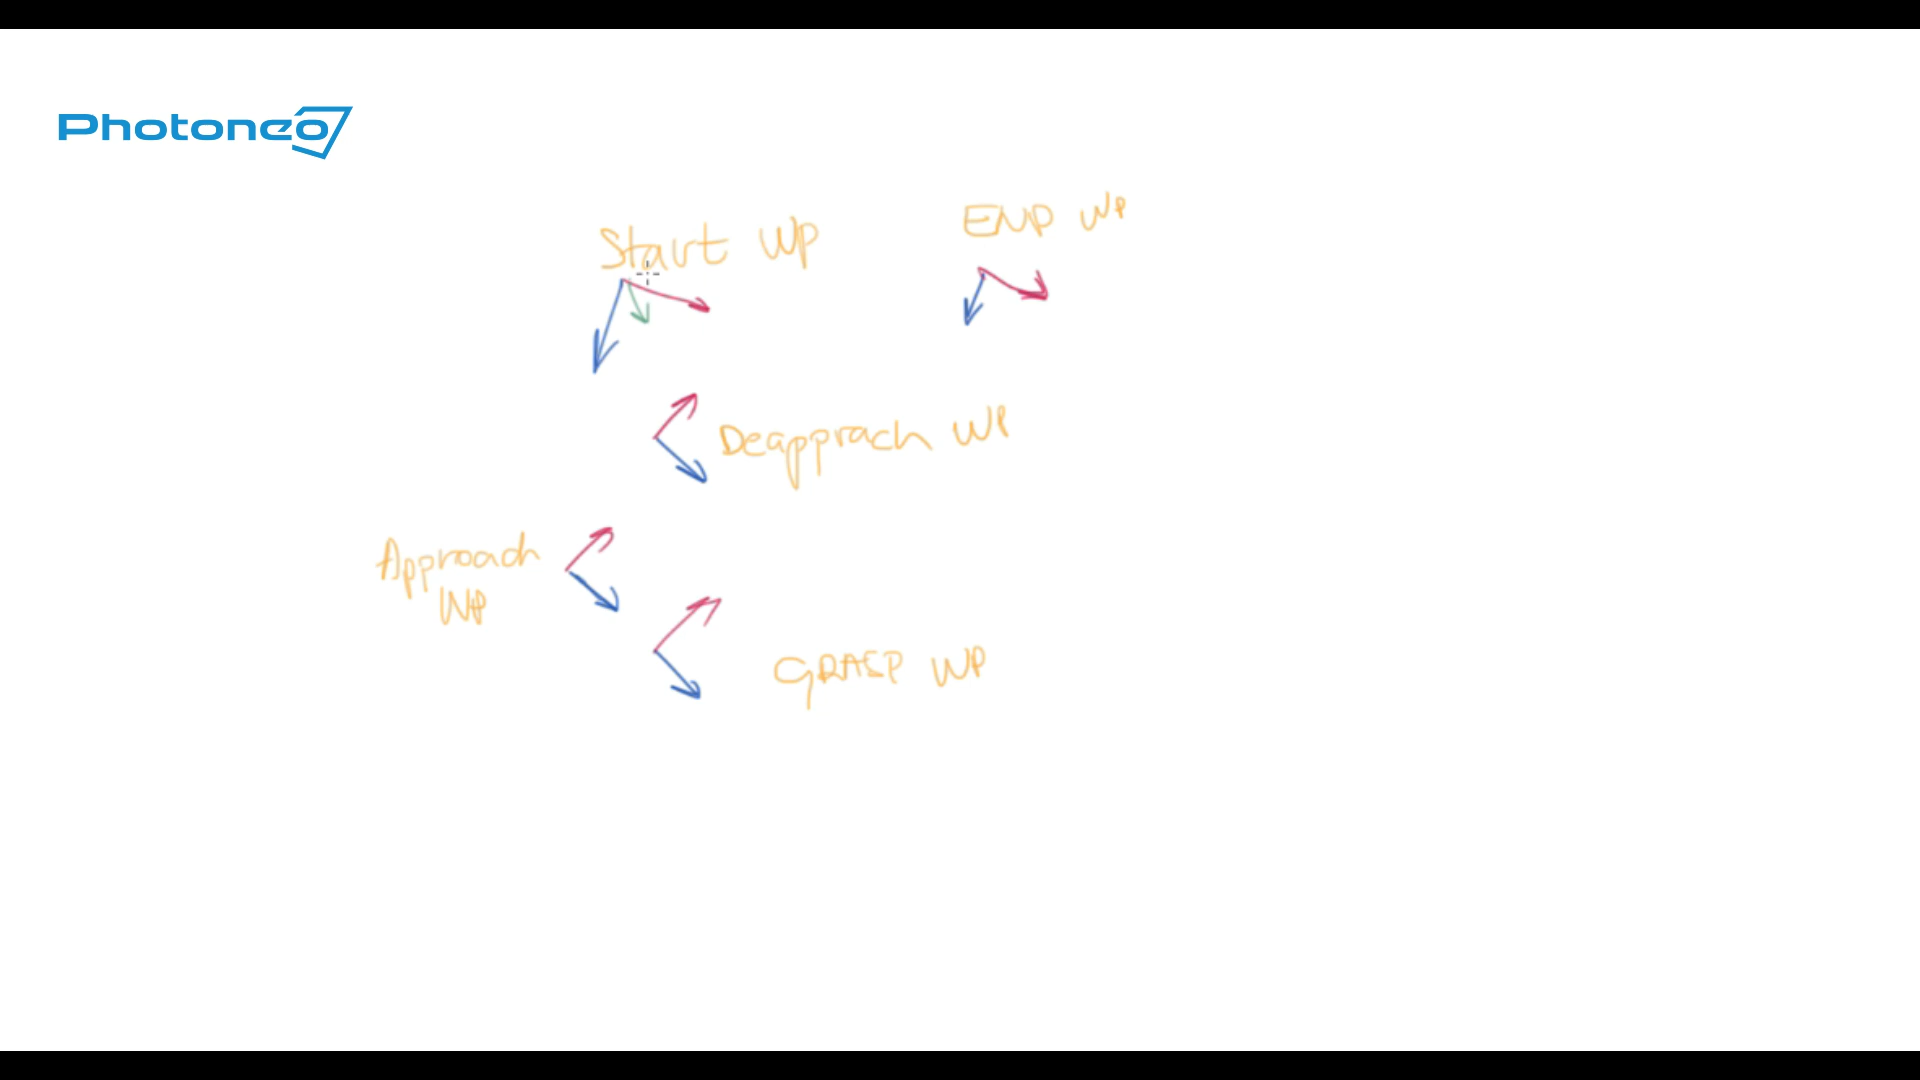 Photoneo
Start WP
END WP
Deapprach WP
Approach
WP
GRASP WP